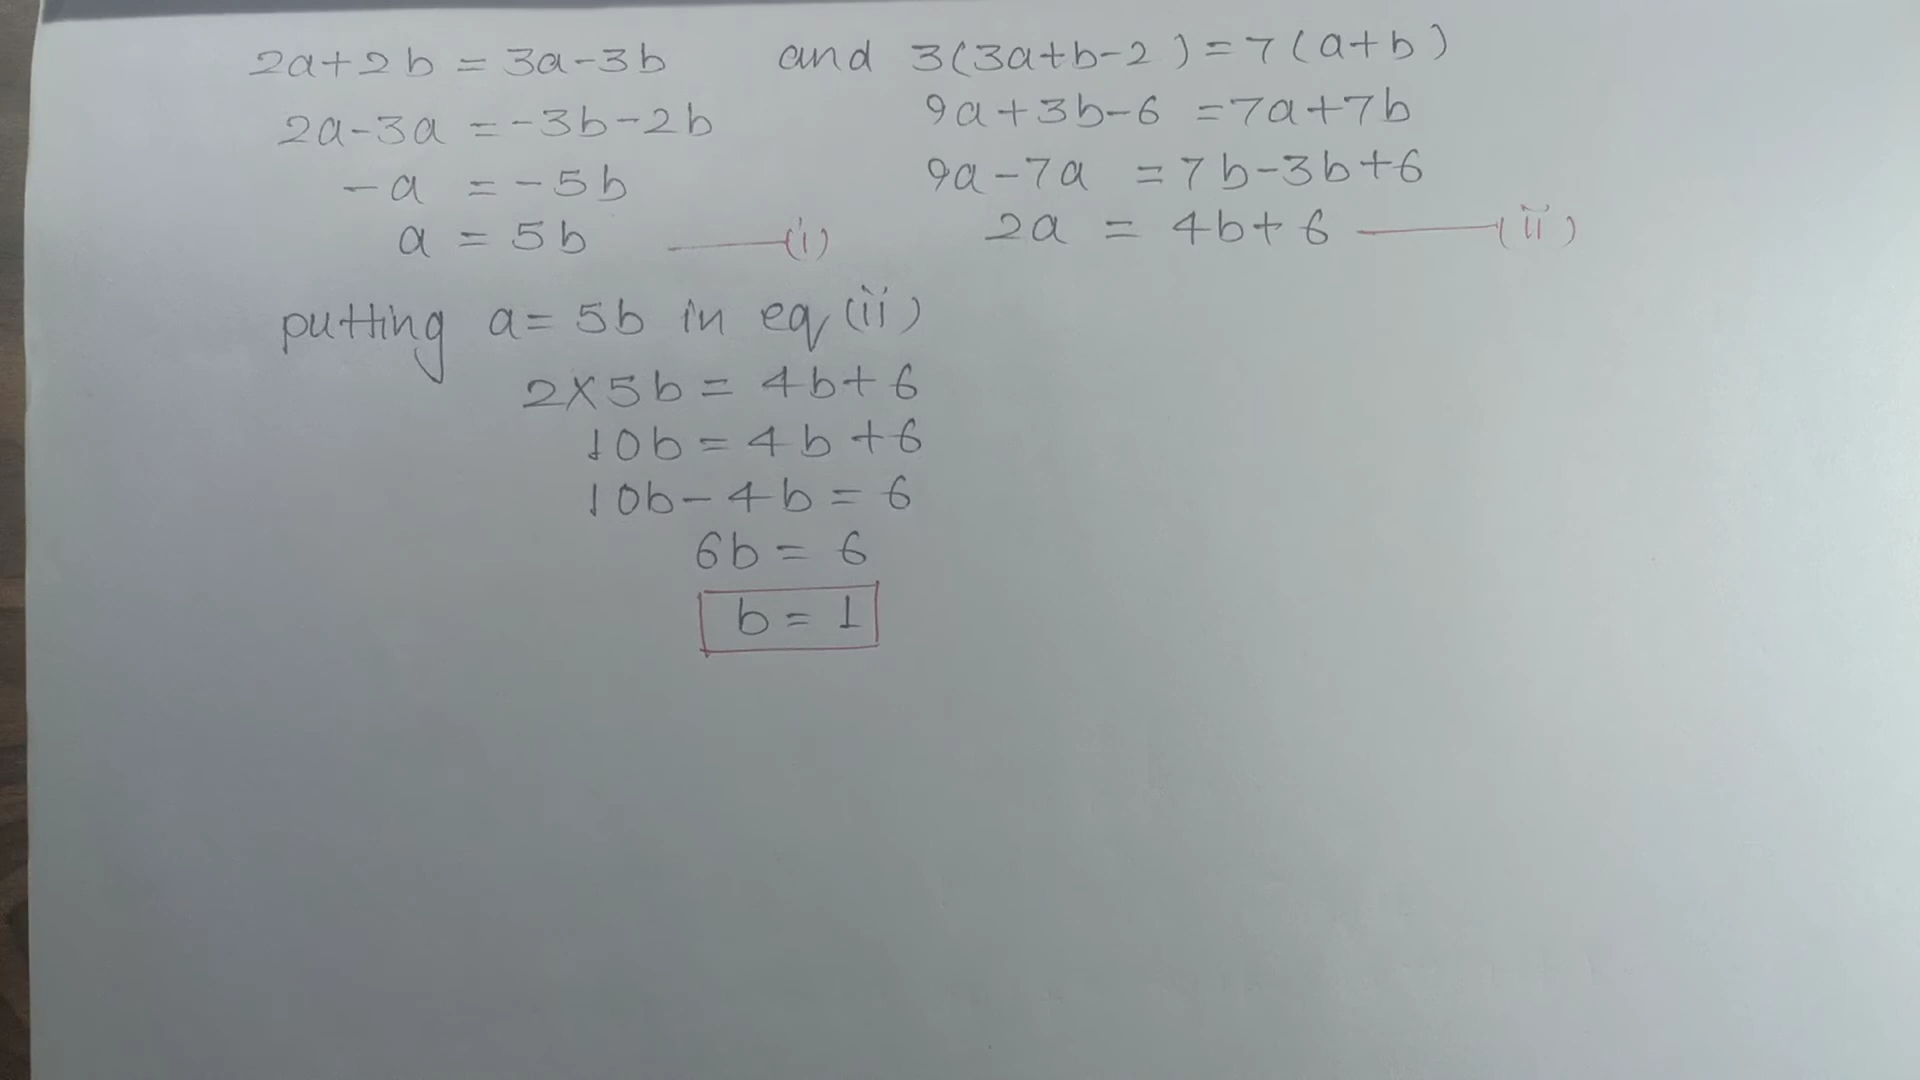 2a+2b = 3a-3b and 3(3a+b-2) = 7(a+b)
2a-3a = -3b-2b 9a+3b-6 = 7a+7b
-a = -5b 9a-7a = 7b-3b+6
a = 5b —(i) 2a = 4b+6 —(ii)
putting a = 5b in eq (ii)
2×5b = 4b+6
10b = 4b+6
10b-4b = 6
6b = 6
b = 1